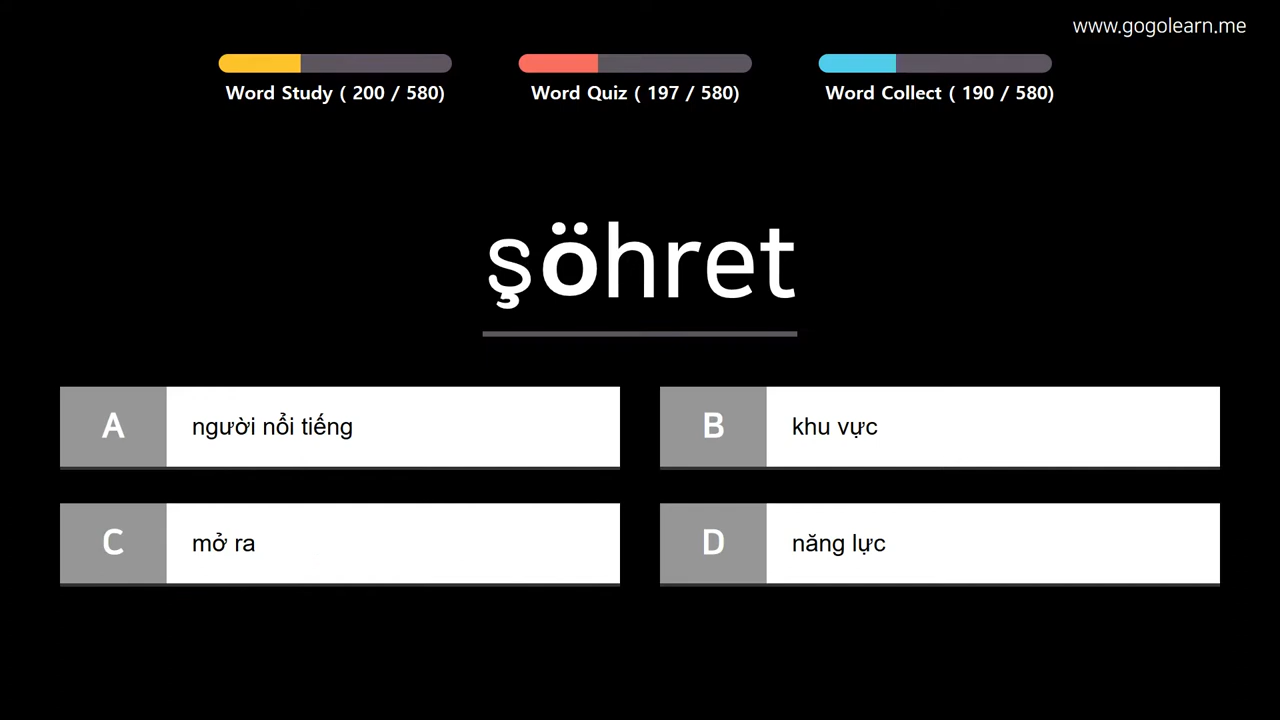 www.gogolearn.me
Word Study ( 200 / 580)
Word Quiz ( 197 / 580)
Word Collect ( 190 / 580)
şöhret
A
người nổi tiếng
B
khu vực
C
mở ra
D
năng lực